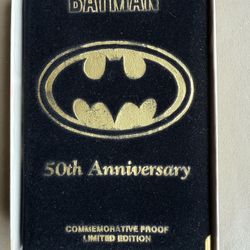 BATMAN
50th Anniversary
COMMEMORATIVE PROOF
LIMITED EDITION